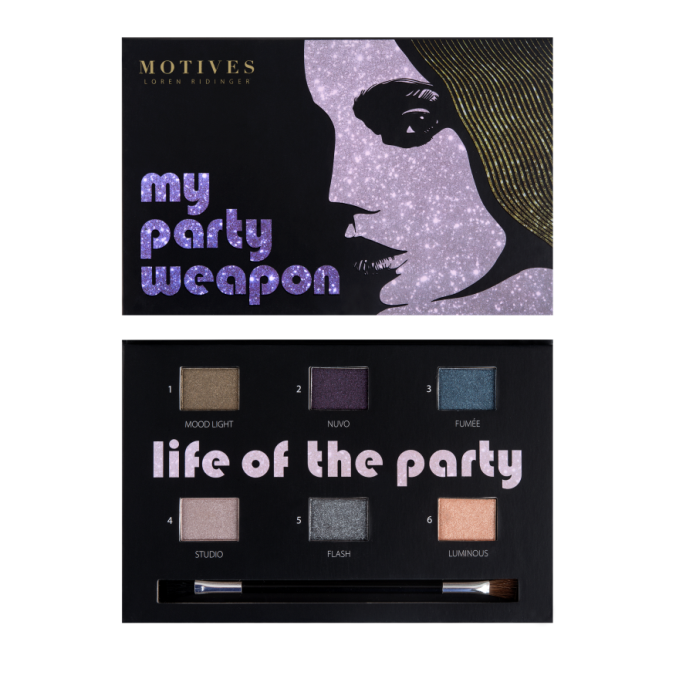 MOTIVES
LOREN RIDINGER
my
party
weapon
1
2
3
MOOD LIGHT
NUVO
FUMÉE
life of the party
4
5
6
STUDIO
FLASH
LUMINOUS